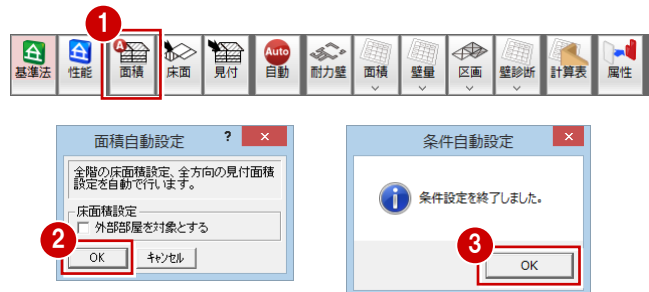 1
A
Auto
基準法 性能 面積 床面 見付 自動 耐力壁 面積 壁量 区画 壁診断 計算表 属性
面積自動設定 ? ×
全階の床面積設定、全方向の見付面積
設定を自動で行います。
床面積設定
外部部屋を対象とする
2
OK キャンセル
条件自動設定 ×
i 条件設定を終了しました。
3
OK